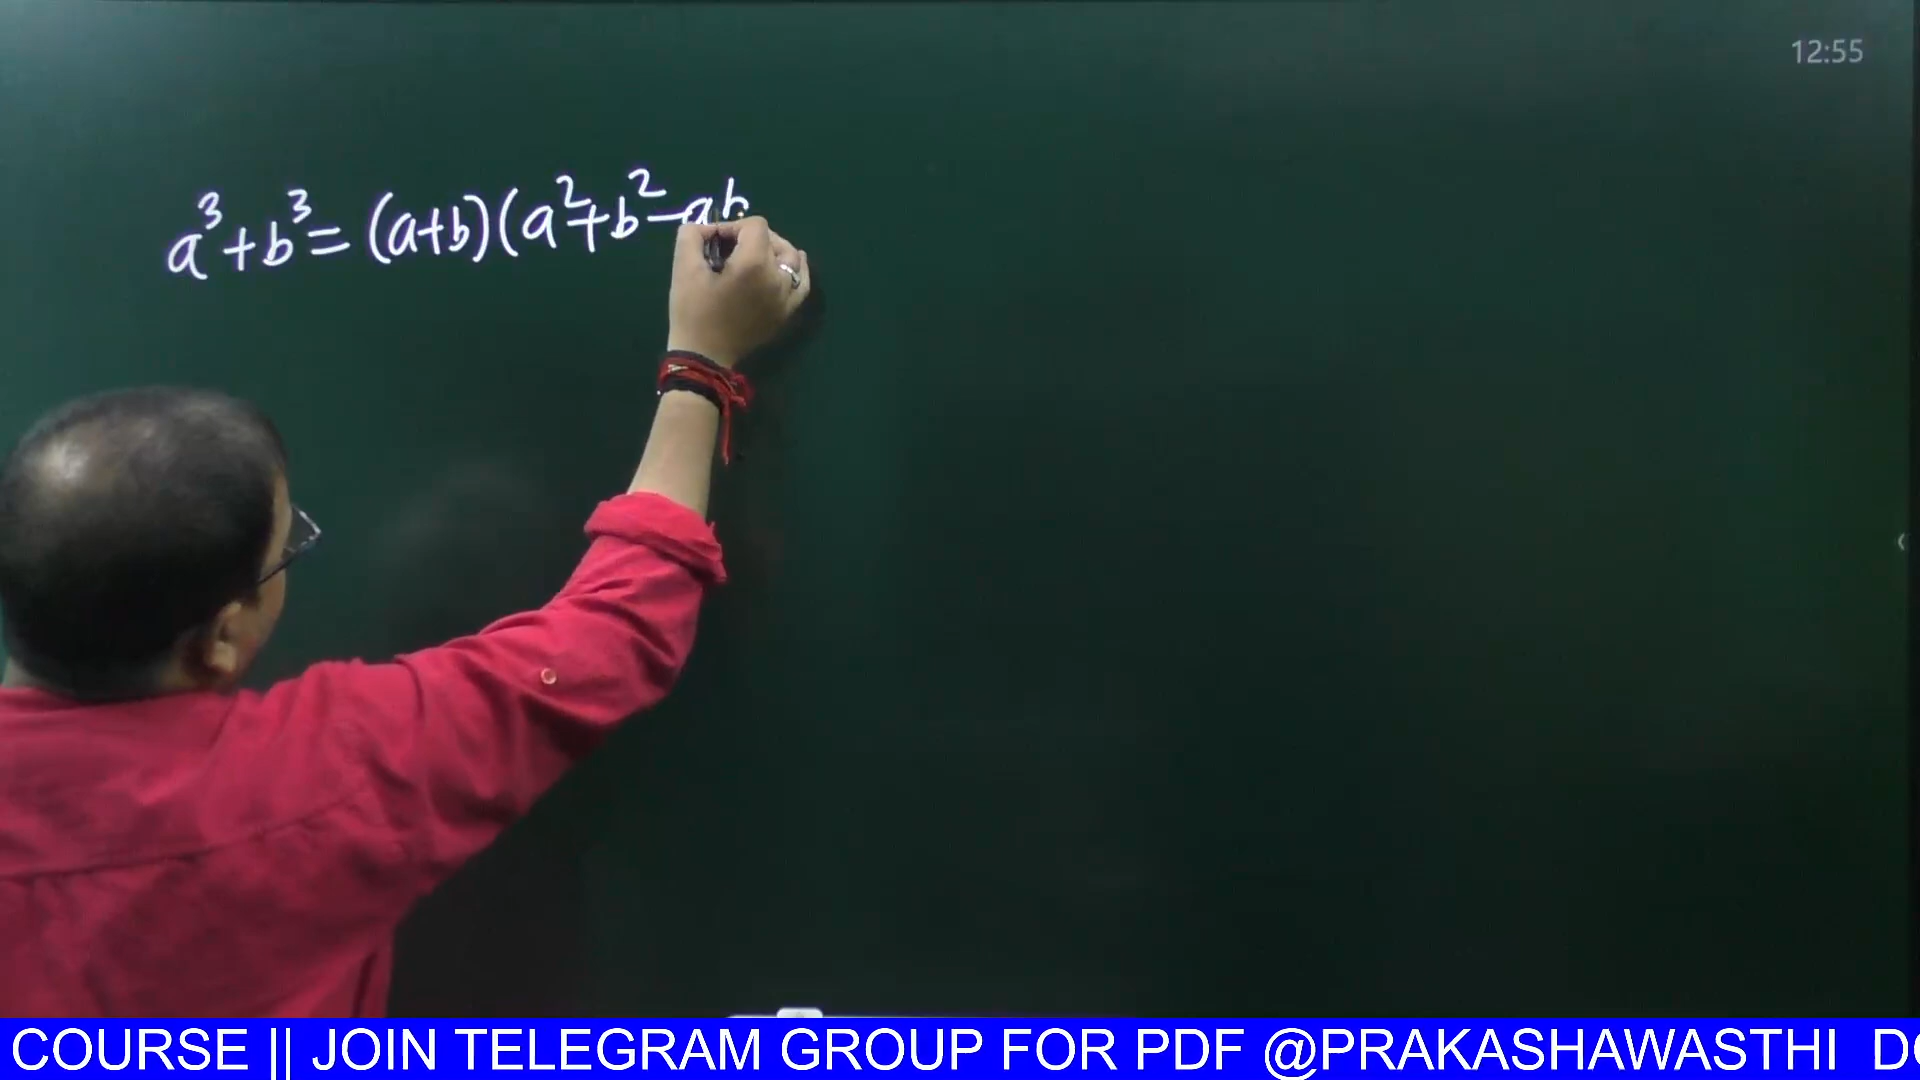 12:55
a³+b³=(a+b)(a²+b²-ab
COURSE || JOIN TELEGRAM GROUP FOR PDF @PRAKASHAWASTHI